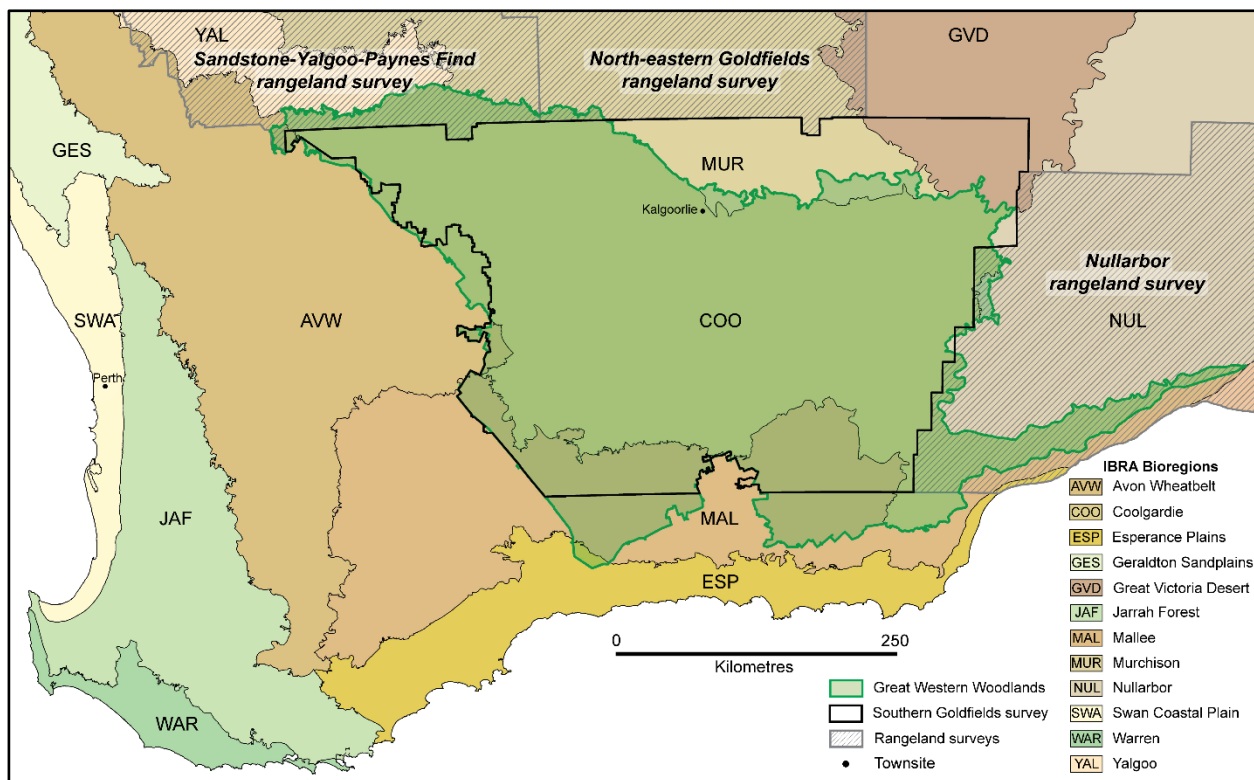 YAL
Sandstone-Yalgoo-Paynes Find
rangeland survey
North-eastern Goldfields
rangeland survey
GVD
GES
MUR
Kalgoorlie
Nullarbor
rangeland survey
NUL
SWA
AVW
COO
Perth
JAF
MAL
ESP
WAR
0 250
Kilometres
Great Western Woodlands
Southern Goldfields survey
Rangeland surveys
Townsite
IBRA Bioregions
AVW Avon Wheatbelt
COO Coolgardie
ESP Esperance Plains
GES Geraldton Sandplains
GVD Great Victoria Desert
JAF Jarrah Forest
MAL Mallee
MUR Murchison
NUL Nullarbor
SWA Swan Coastal Plain
WAR Warren
YAL Yalgoo